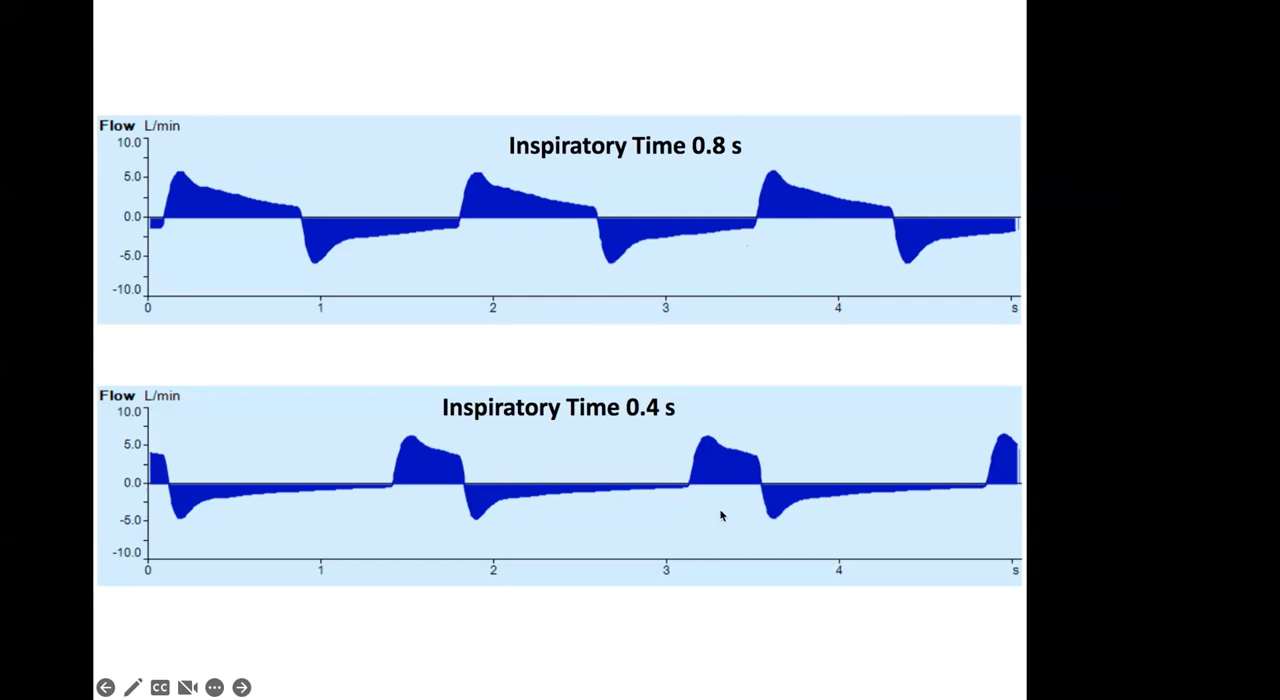 Flow L/min
Inspiratory Time 0.8 s
10.0
5.0
0.0
-5.0
-10.0
0 1 2 3 4 s
Flow L/min
Inspiratory Time 0.4 s
10.0
5.0
0.0
-5.0
-10.0
0 1 2 3 4 s
CC